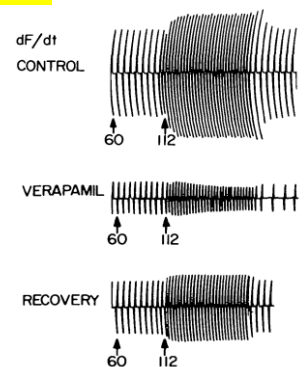 dF/dt
CONTROL
60 112
VERAPAMIL
60 112
RECOVERY
60 112